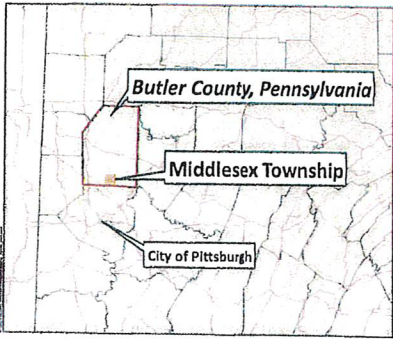 Butler County, Pennsylvania
Middlesex Township
City of Pittsburgh